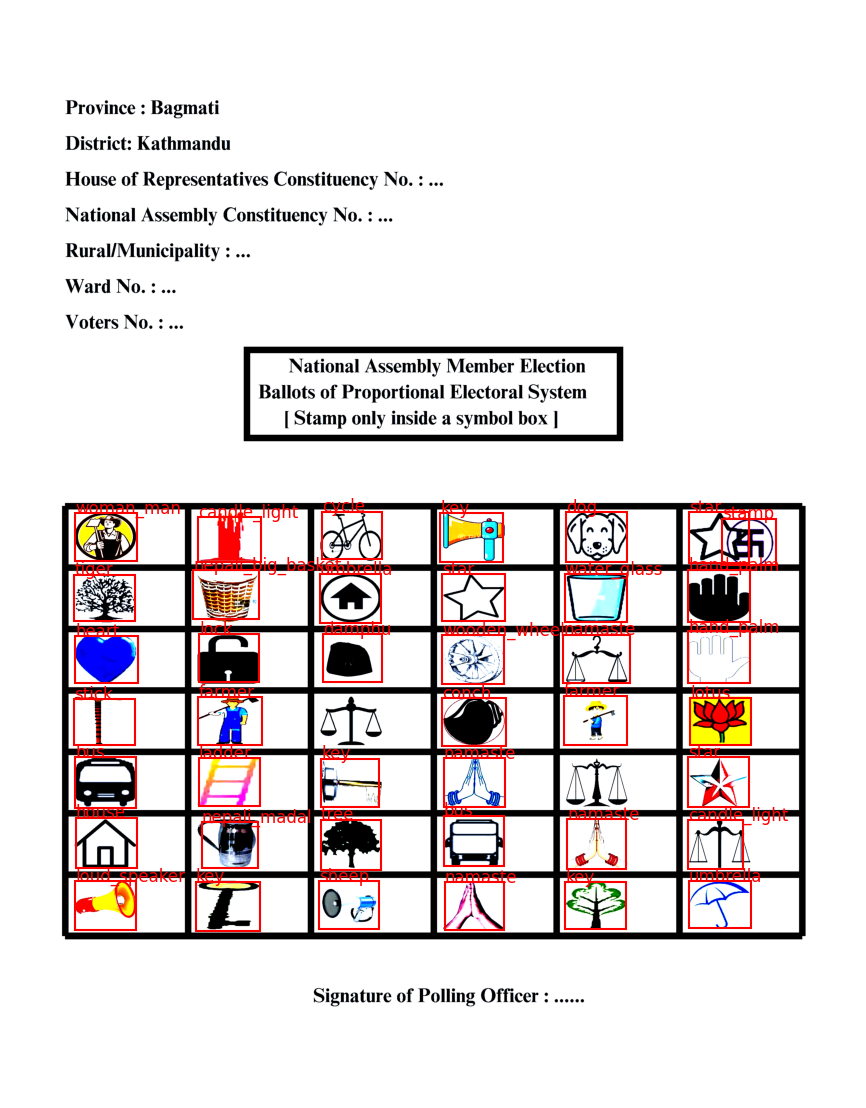 Province : Bagmati
District: Kathmandu
House of Representatives Constituency No. : ...
National Assembly Constituency No. : ...
Rural/Municipality : ...
Ward No. : ...
Voters No. : ...
National Assembly Member Election
Ballots of Proportional Electoral System
[ Stamp only inside a symbol box ]
woman_man candle_light cycle key dog star stamp
tiger nepali_big_basket umbrella star water_glass hand_palm
heart lock damphu wooden_wheel namaste hand_palm
stick_ farmer conch farmer lotus
bus ladder key namaste star
house nepali_madal tree bus namaste candle_light
loud_speaker key sheep namaste key umbrella
Signature of Polling Officer : ......